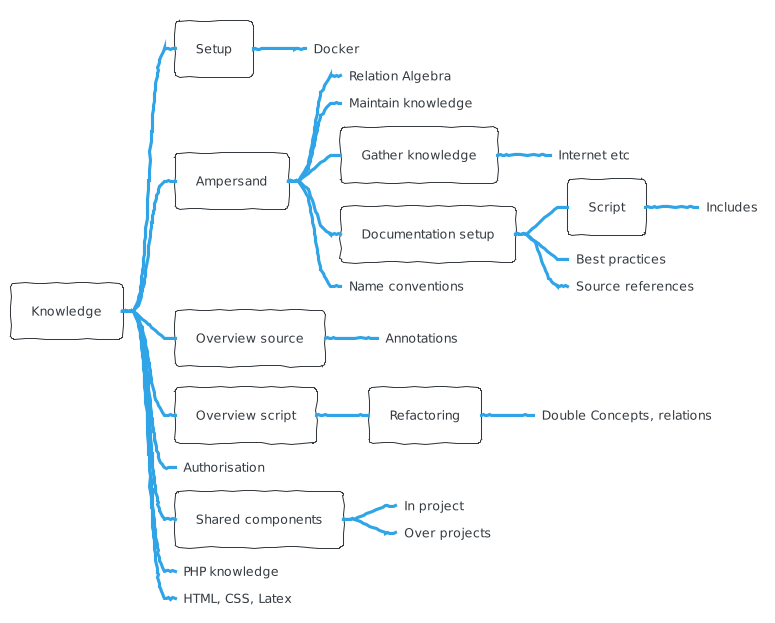 Setup
Docker
Relation Algebra
Maintain knowledge
Gather knowledge
Internet etc
Ampersand
Script
Includes
Documentation setup
Best practices
Source references
Name conventions
Knowledge
Overview source
Annotations
Overview script
Refactoring
Double Concepts, relations
Authorisation
In project
Shared components
Over projects
PHP knowledge
HTML, CSS, Latex